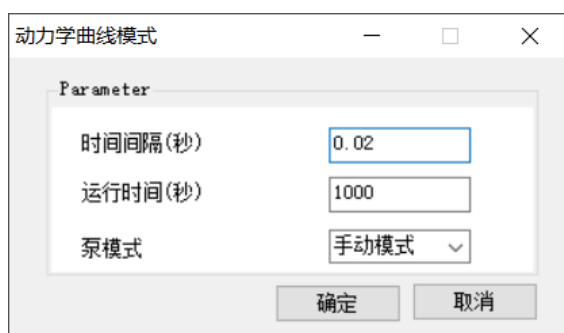 动力学曲线模式
Parameter
时间间隔(秒) 0.02
运行时间(秒) 1000
泵模式 手动模式
确定 取消